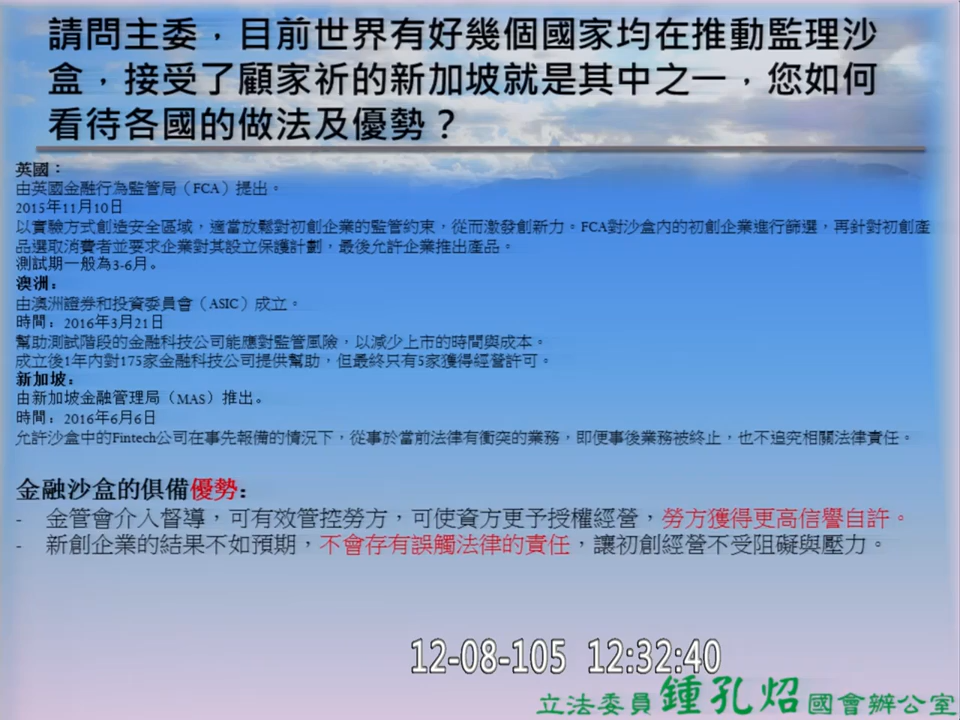 請問主委，目前世界有好幾個國家均在推動監理沙
盒，接受了顧家祈的新加坡就是其中之一，您如何
看待各國的做法及優勢？
英國：
由英國金融行為監管局（FCA）提出。
2015年11月10日
以實驗方式創造安全區域，適當放鬆對初創企業的監管約束，從而激發創新力。FCA對沙盒內的初創企業進行篩選，再針對初創產
品選取消費者並要求企業對其設立保護計劃，最後允許企業推出產品。
測試期一般為3-6月。
澳洲：
由澳洲證券和投資委員會（ASIC）成立。
時間：2016年3月21日
幫助測試階段的金融科技公司能應對監管風險，以減少上市的時間與成本。
成立後1年內對175家金融科技公司提供幫助，但最終只有5家獲得經營許可。
新加坡：
由新加坡金融管理局（MAS）推出。
時間：2016年6月6日
允許沙盒中的Fintech公司在事先報備的情況下，從事於當前法律有衝突的業務，即便事後業務被終止，也不追究相關法律責任。
金融沙盒的俱備優勢：
- 金管會介入督導，可有效管控勞方，可使資方更予授權經營，勞方獲得更高信譽自許。
- 新創企業的結果不如預期，不會存有誤觸法律的責任，讓初創經營不受阻礙與壓力。
12-08-105 12:32:40
立法委員鍾孔炤國會辦公室